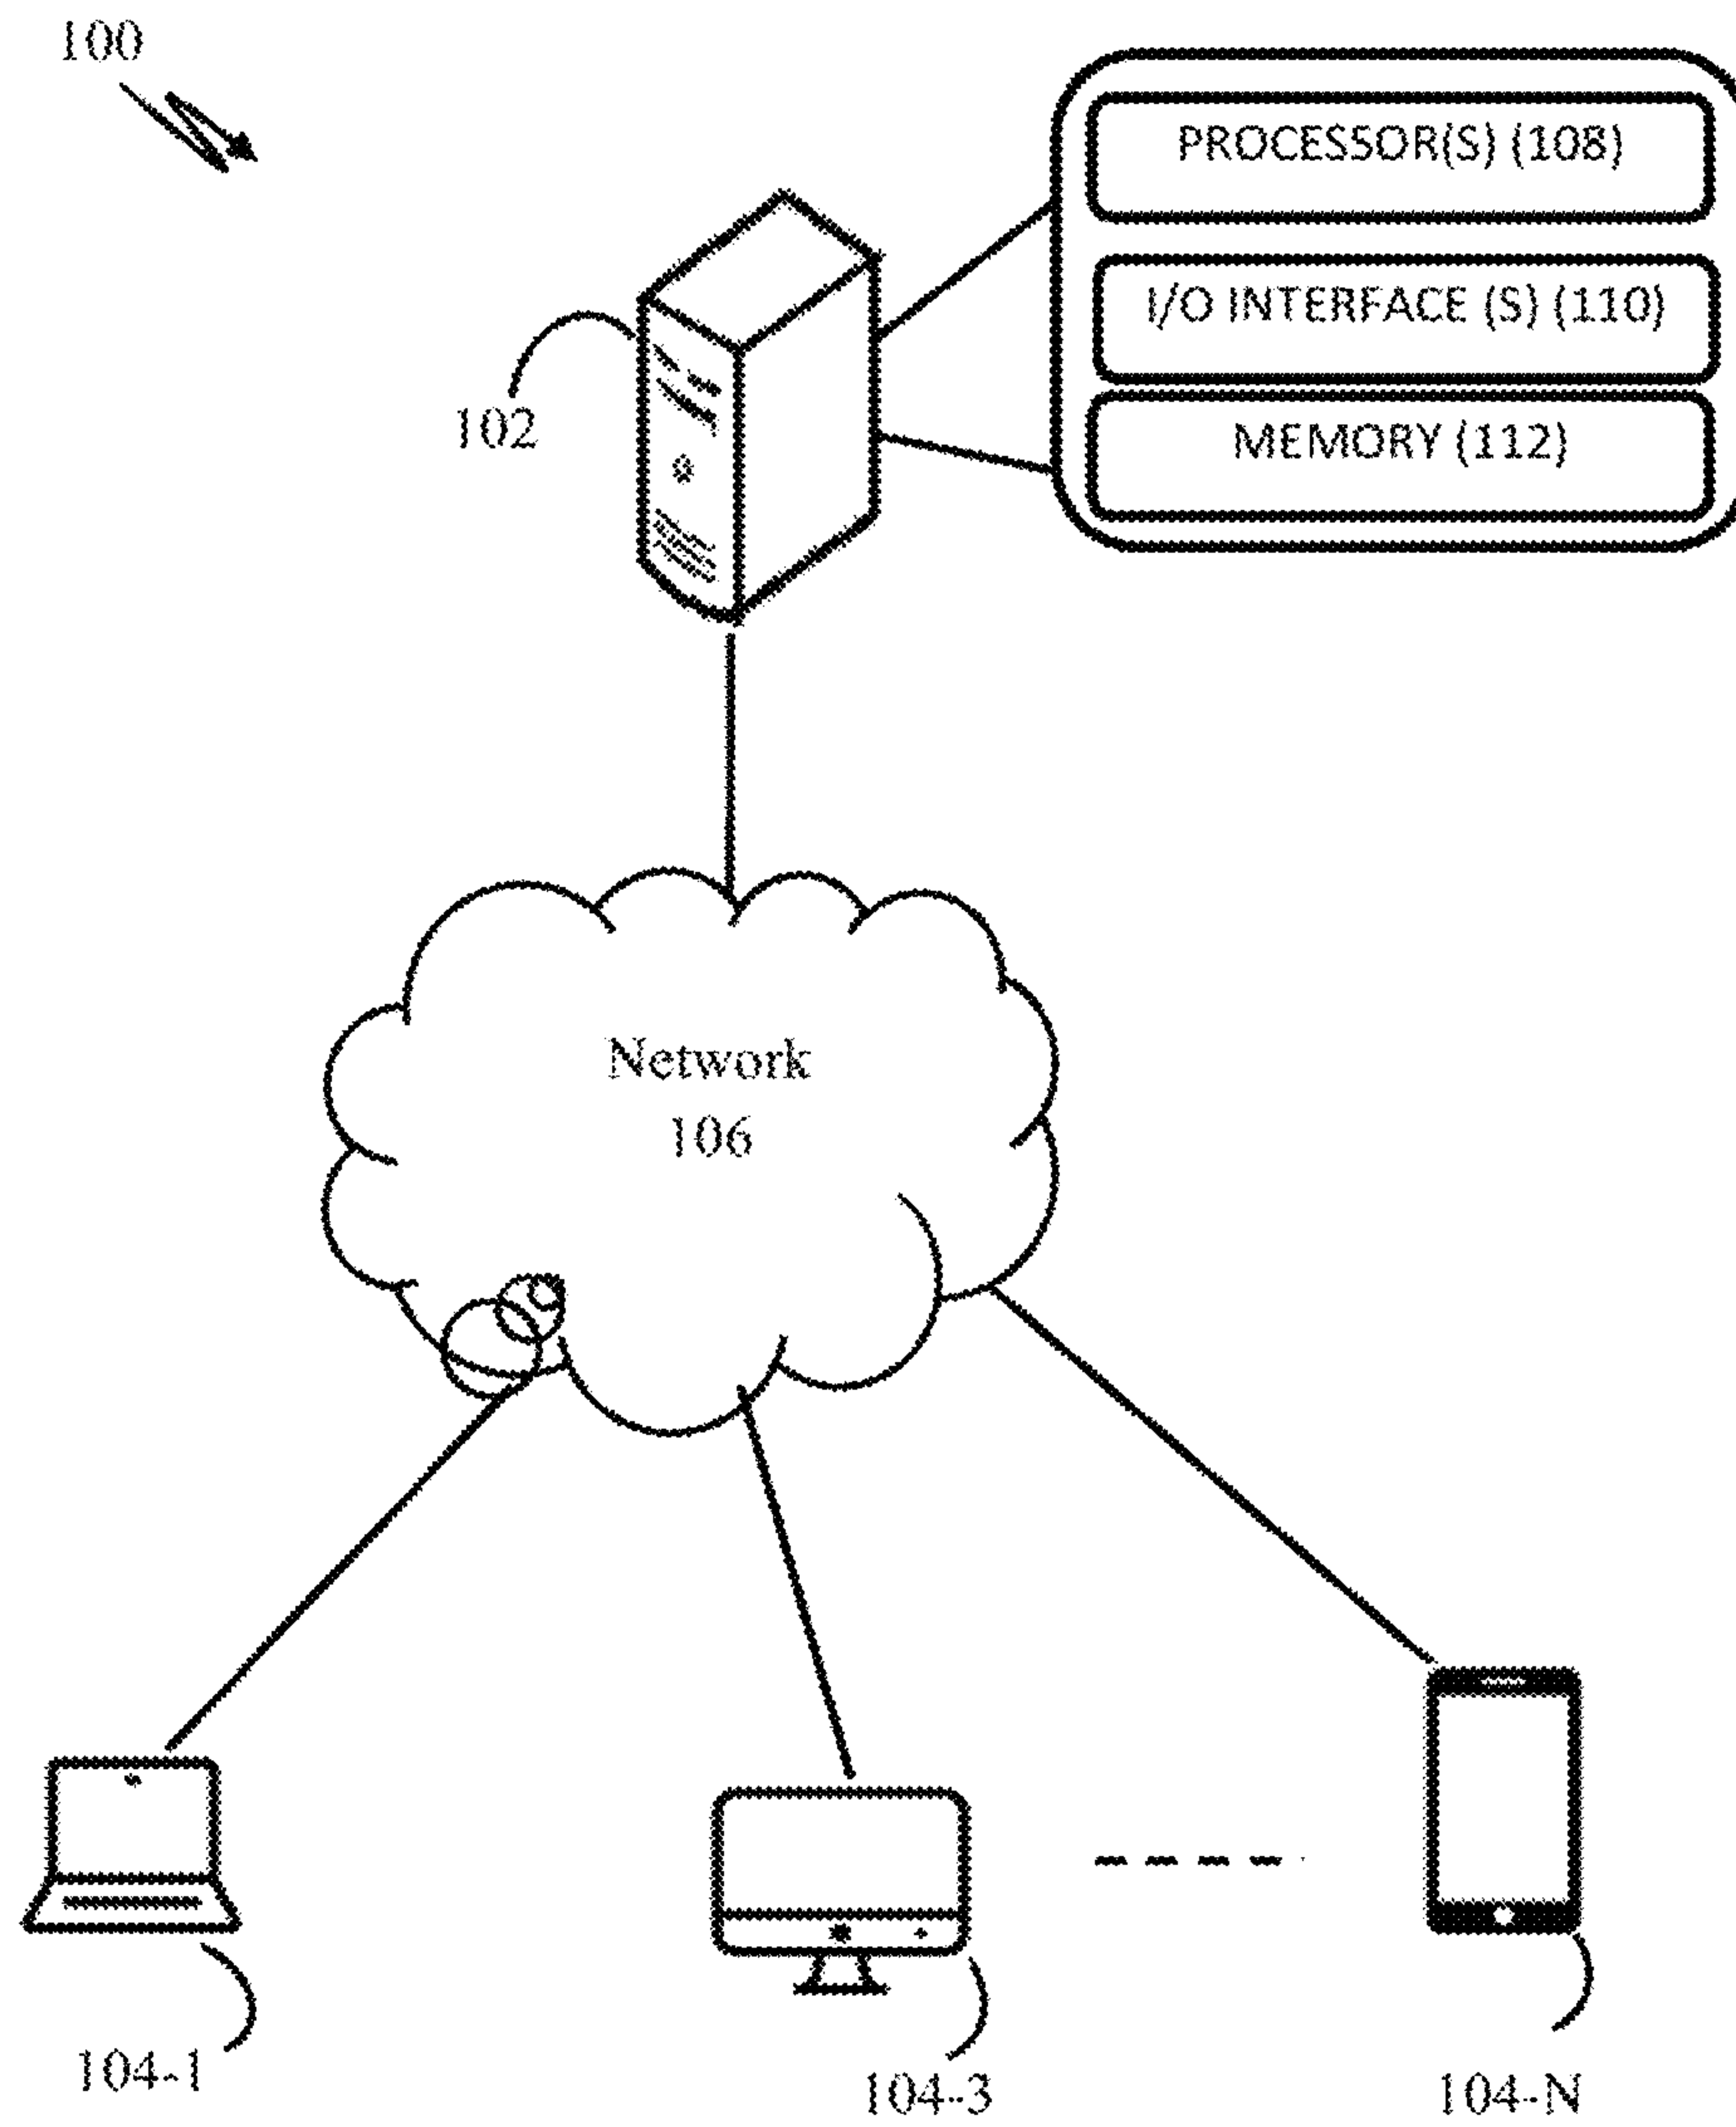 100
PROCESSOR(S) (108)
I/O INTERFACE (S) (110)
MEMORY (112)
102
Network
106
104-1
104-3
104-N